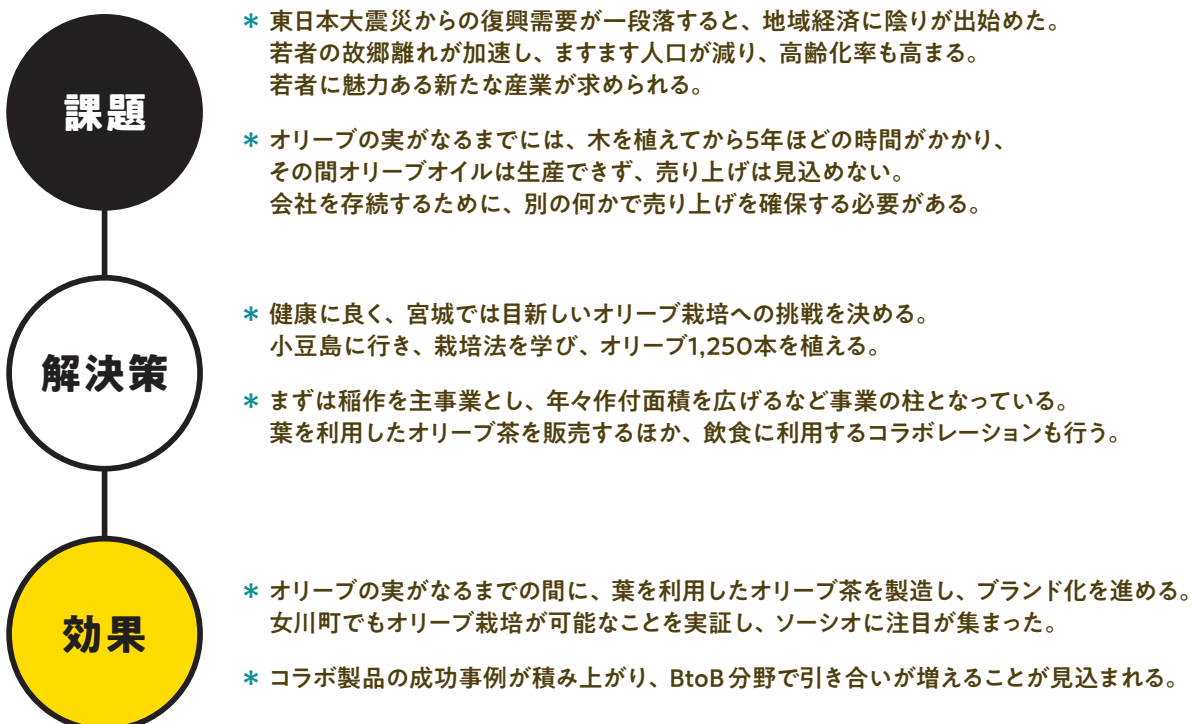 課題
＊ 東日本大震災からの復興需要が一段落すると、地域経済に陰りが出始めた。
若者の故郷離れが加速し、ますます人口が減り、高齢化率も高まる。
若者に魅力ある新たな産業が求められる。
＊ オリーブの実がなるまでには、木を植えてから5年ほどの時間がかかり、
その間オリーブオイルは生産できず、売り上げは見込めない。
会社を存続するために、別の何かで売り上げを確保する必要がある。
解決策
＊ 健康に良く、宮城では目新しいオリーブ栽培への挑戦を決める。
小豆島に行き、栽培法を学び、オリーブ1,250本を植える。
＊ まずは稲作を主事業とし、年々作付面積を広げるなど事業の柱となっている。
葉を利用したオリーブ茶を販売するほか、飲食に利用するコラボレーションも行う。
効果
＊ オリーブの実がなるまでの間に、葉を利用したオリーブ茶を製造し、ブランド化を進める。
女川町でもオリーブ栽培が可能なことを実証し、ソーシオに注目が集まった。
＊ コラボ製品の成功事例が積み上がり、BtoB分野で引き合いが増えることが見込まれる。